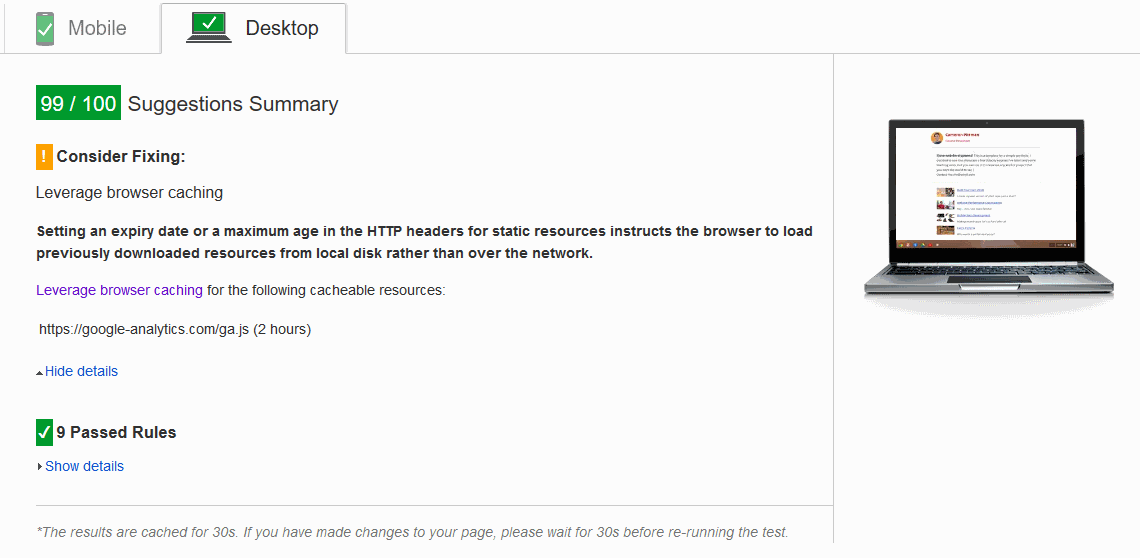 Mobile
Desktop
99 / 100 Suggestions Summary
! Consider Fixing:
Leverage browser caching
Setting an expiry date or a maximum age in the HTTP headers for static resources instructs the browser to load
previously downloaded resources from local disk rather than over the network.
Leverage browser caching for the following cacheable resources:
https://google-analytics.com/ga.js (2 hours)
Hide details
9 Passed Rules
Show details
*The results are cached for 30s. If you have made changes to your page, please wait for 30s before re-running the test.